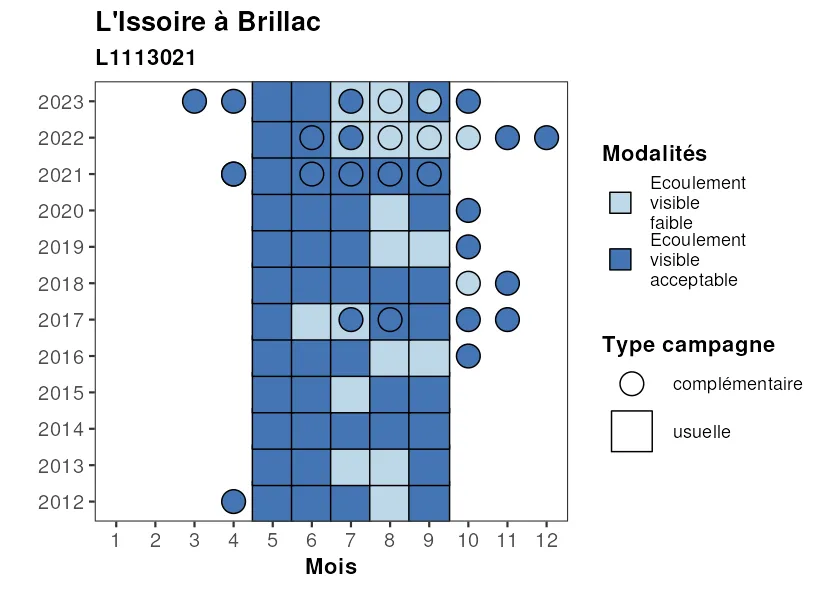 L'Issoire à Brillac
L1113021
2023
2022
2021
2020
2019
2018
2017
2016
2015
2014
2013
2012
1 2 3 4 5 6 7 8 9 10 11 12
Mois
Modalités
Ecoulement
visible
faible
Ecoulement
visible
acceptable
Type campagne
complémentaire
usuelle